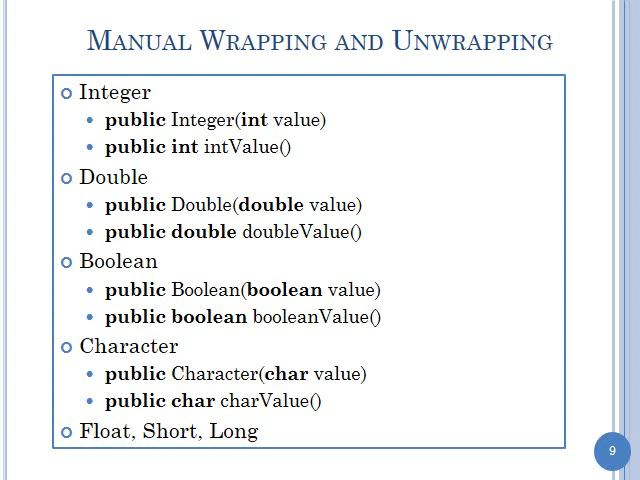 Manual Wrapping and Unwrapping
Integer
public Integer(int value)
public int intValue()
Double
public Double(double value)
public double doubleValue()
Boolean
public Boolean(boolean value)
public boolean booleanValue()
Character
public Character(char value)
public char charValue()
Float, Short, Long
9